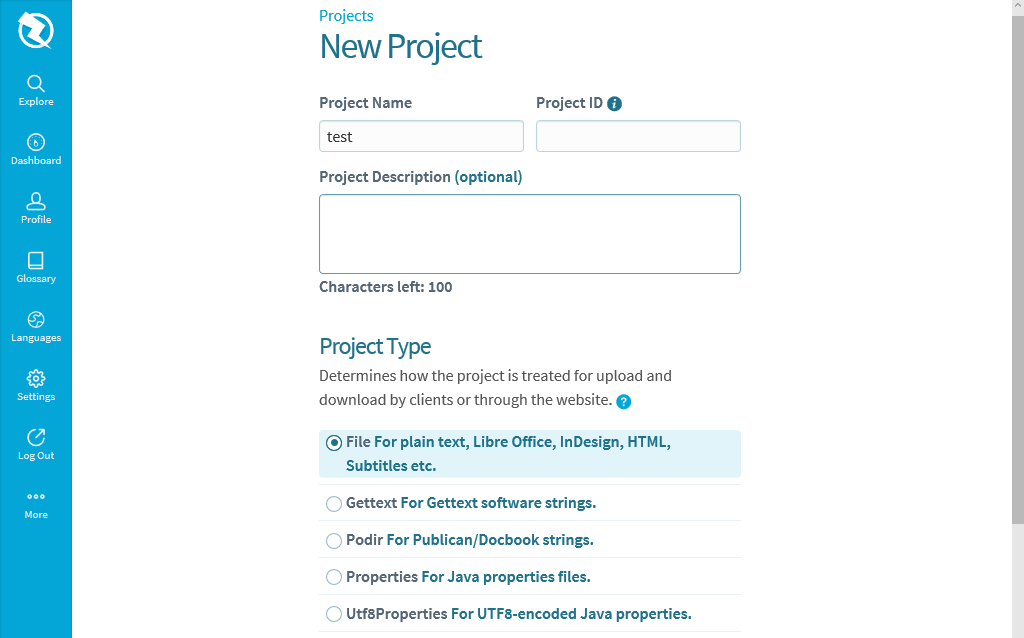 Explore
Dashboard
Profile
Glossary
Languages
Settings
Log Out
More
Projects
New Project
Project Name
Project ID
test
Project Description (optional)
Characters left: 100
Project Type
Determines how the project is treated for upload and
download by clients or through the website.
File For plain text, Libre Office, InDesign, HTML,
Subtitles etc.
Gettext For Gettext software strings.
Podir For Publican/Docbook strings.
Properties For Java properties files.
Utf8Properties For UTF8-encoded Java properties.